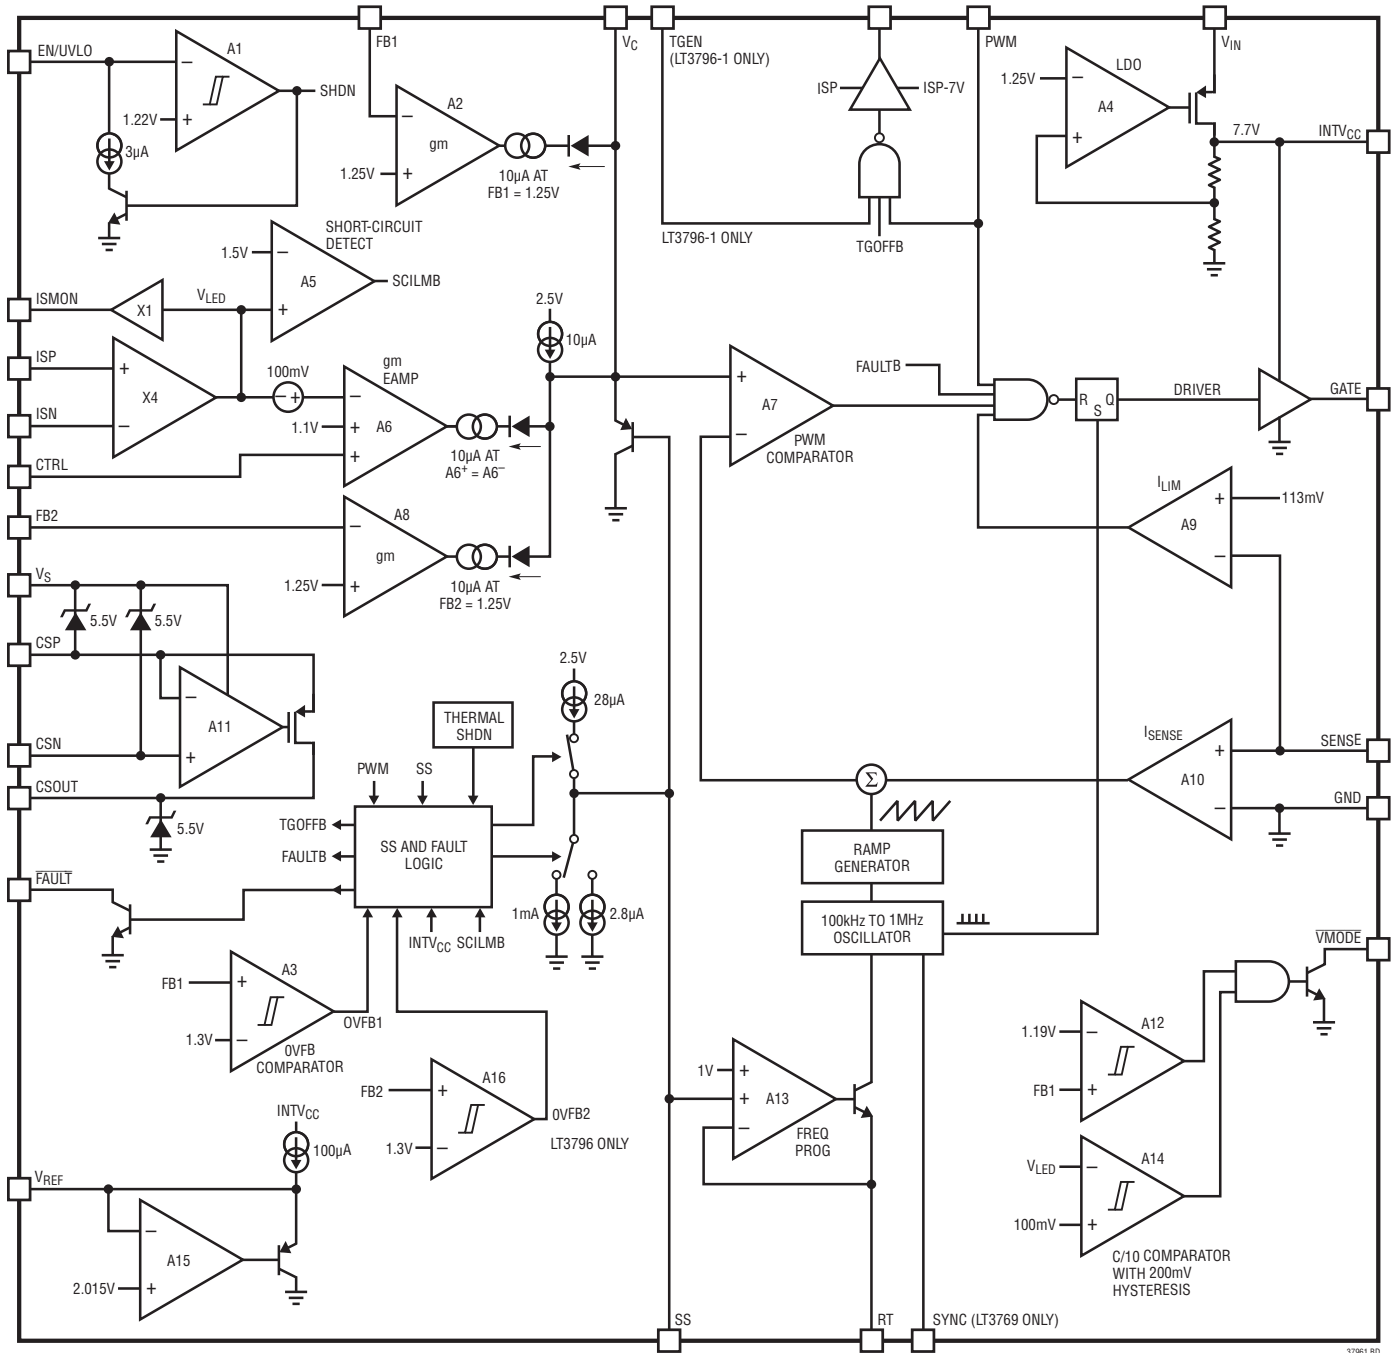 FB1
VC
TGEN
(LT3796-1 ONLY)
PWM
VIN
EN/UVLO
A1
−
+
SHDN
1.22V
3µA
A2
−
gm
+
1.25V
10µA AT
FB1 = 1.25V
ISP
ISP-7V
LT3796-1 ONLY
TGOFFB
LDO
1.25V
−
A4
+
7.7V
INTVCC
SHORT-CIRCUIT
DETECT
1.5V
−
A5
+
SCILMB
ISMON
X1
VLED
ISP
+
X4
ISN
−
100mV
− +
gm
EAMP
−
1.1V
+
A6
+
CTRL
10µA AT
A6+ = A6−
2.5V
10µA
FB2
A8
−
gm
1.25V
+
10µA AT
FB2 = 1.25V
+
A7
−
PWM
COMPARATOR
FAULTB
R
S
Q
DRIVER
GATE
ILIM
+
113mV
A9
−
VS
5.5V
5.5V
CSP
−
A11
CSN
+
CSOUT
5.5V
THERMAL
SHDN
PWM
SS
TGOFFB
FAULTB
SS AND FAULT
LOGIC
INTVCC
SCILMB
2.5V
28µA
1mA
2.8µA
FAULT
ISENSE
+
A10
−
SENSE
GND
Σ
RAMP
GENERATOR
100kHz TO 1MHz
OSCILLATOR
VMODE
A3
FB1
+
1.3V
−
OVFB1
OVFB
COMPARATOR
A16
FB2
+
1.3V
−
OVFB2
LT3796 ONLY
1V
+
+
A13
−
FREQ
PROG
A12
1.19V
−
FB1
+
A14
VLED
−
100mV
+
C/10 COMPARATOR
WITH 200mV
HYSTERESIS
INTVCC
100µA
VREF
−
A15
2.015V
+
SS
RT
SYNC (LT3769 ONLY)
37961 BD